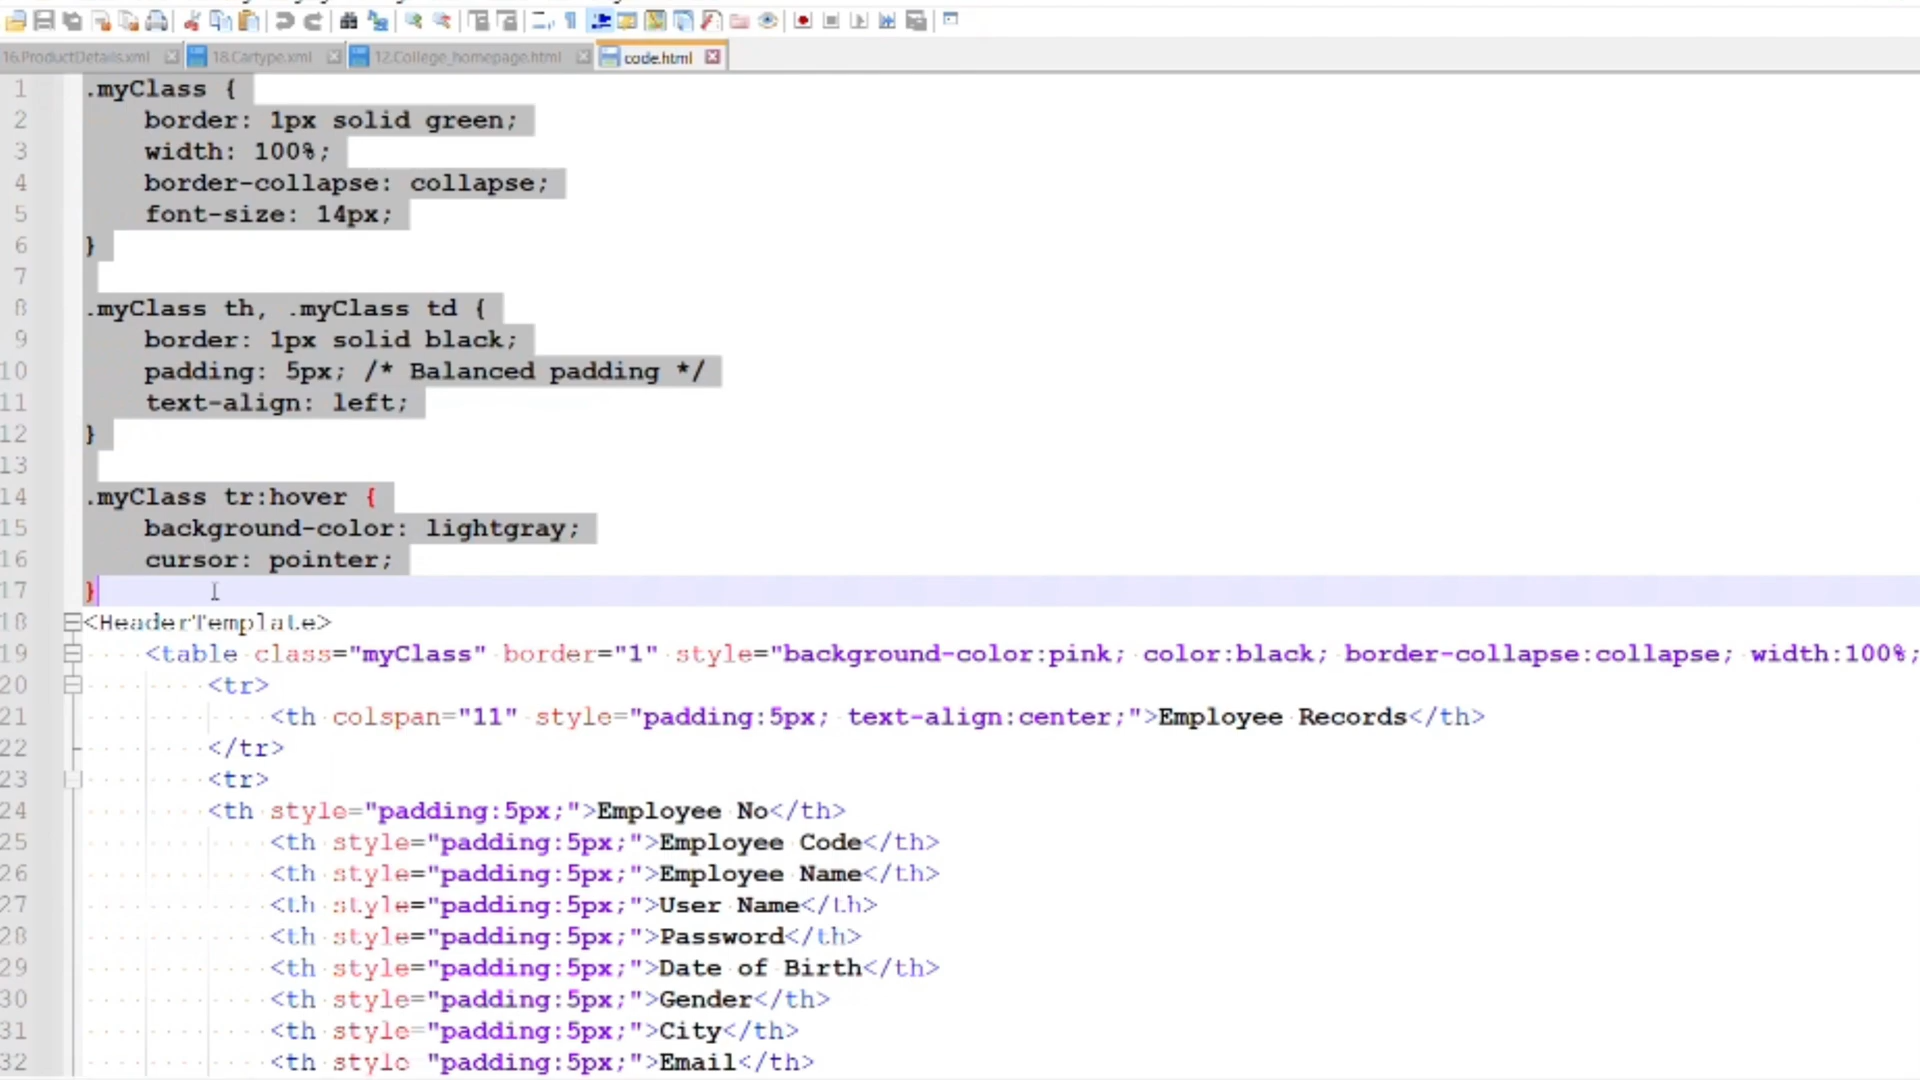 16.ProductDetails.xml 18.Cartype.xml 12.College_homepage.html code.html
1 .myClass {
2 border: 1px solid green;
3 width: 100%;
4 border-collapse: collapse;
5 font-size: 14px;
6 }
7
8 .myClass th, .myClass td {
9 border: 1px solid black;
10 padding: 5px; /* Balanced padding */
11 text-align: left;
12 }
13
14 .myClass tr:hover {
15 background-color: lightgray;
16 cursor: pointer;
17 }
18 <HeaderTemplate>
19 <table class="myClass" border="1" style="background-color:pink; color:black; border-collapse:collapse; width:100%;
20 <tr>
21 <th colspan="11" style="padding:5px; text-align:center;">Employee Records</th>
22 </tr>
23 <tr>
24 <th style="padding:5px;">Employee No</th>
25 <th style="padding:5px;">Employee Code</th>
26 <th style="padding:5px;">Employee Name</th>
27 <th style="padding:5px;">User Name</th>
28 <th style="padding:5px;">Password</th>
29 <th style="padding:5px;">Date of Birth</th>
30 <th style="padding:5px;">Gender</th>
31 <th style="padding:5px;">City</th>
32 <th style="padding:5px;">Email</th>